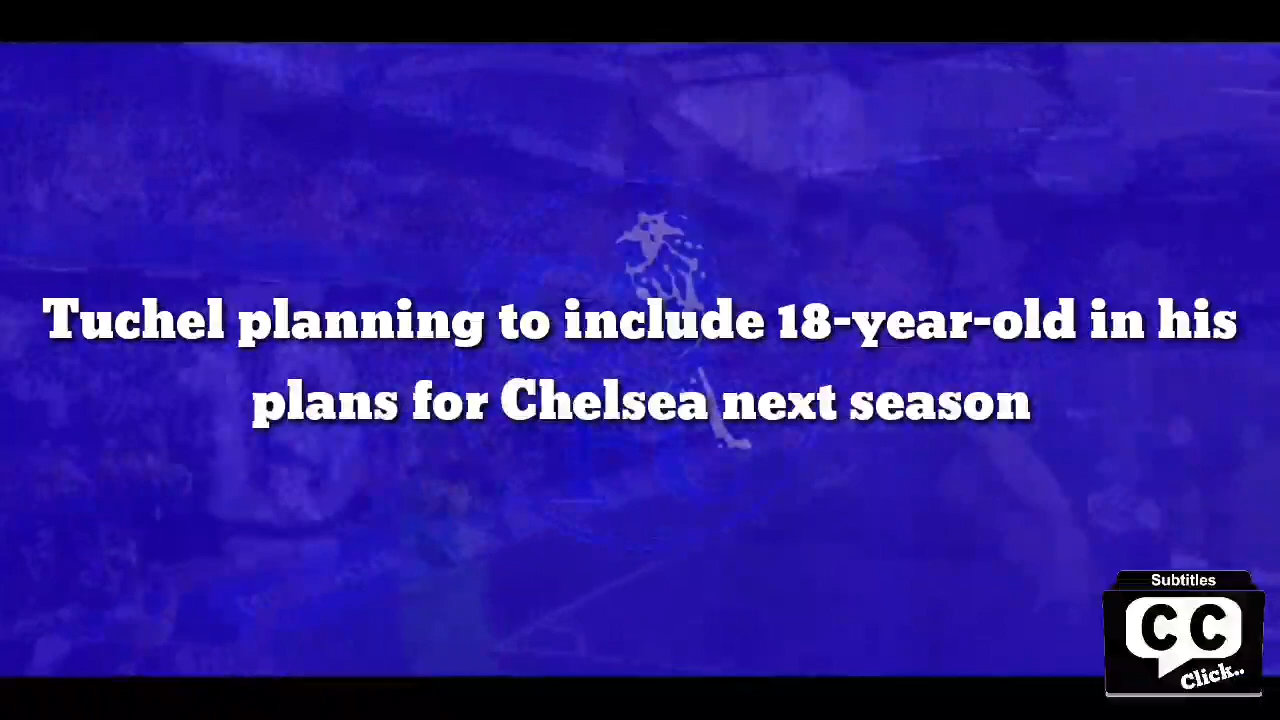 Tuchel planning to include 18-year-old in his
plans for Chelsea next season
Subtitles
CC
Click..